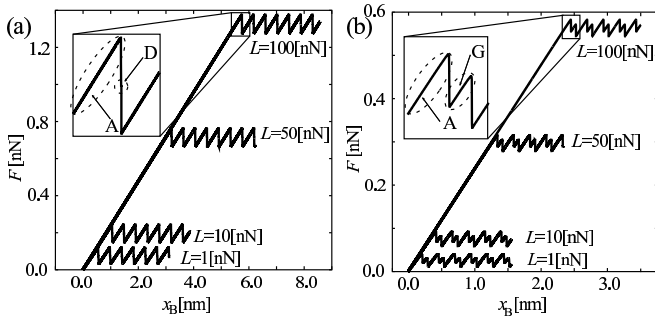 (a)
F [nN]
1.2
0.8
0.4
0.0
D
A
L=100[nN]
L=50[nN]
L=10[nN]
L=1[nN]
0.0 2.0 4.0 6.0 8.0
xB[nm]
(b)
F [nN]
0.6
0.4
0.2
0.0
G
A
L=100[nN]
L=50[nN]
L=10[nN]
L=1[nN]
0.0 1.0 2.0 3.0
xB[nm]